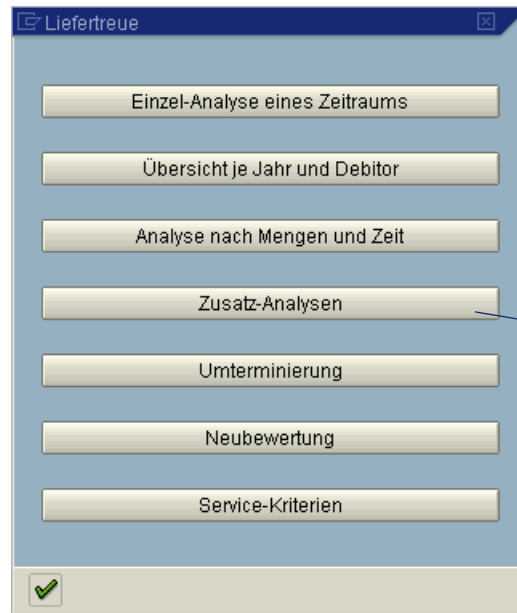 Liefertreue
Einzel-Analyse eines Zeitraums
Übersicht je Jahr und Debitor
Analyse nach Mengen und Zeit
Zusatz-Analysen
Umterminierung
Neubewertung
Service-Kriterien